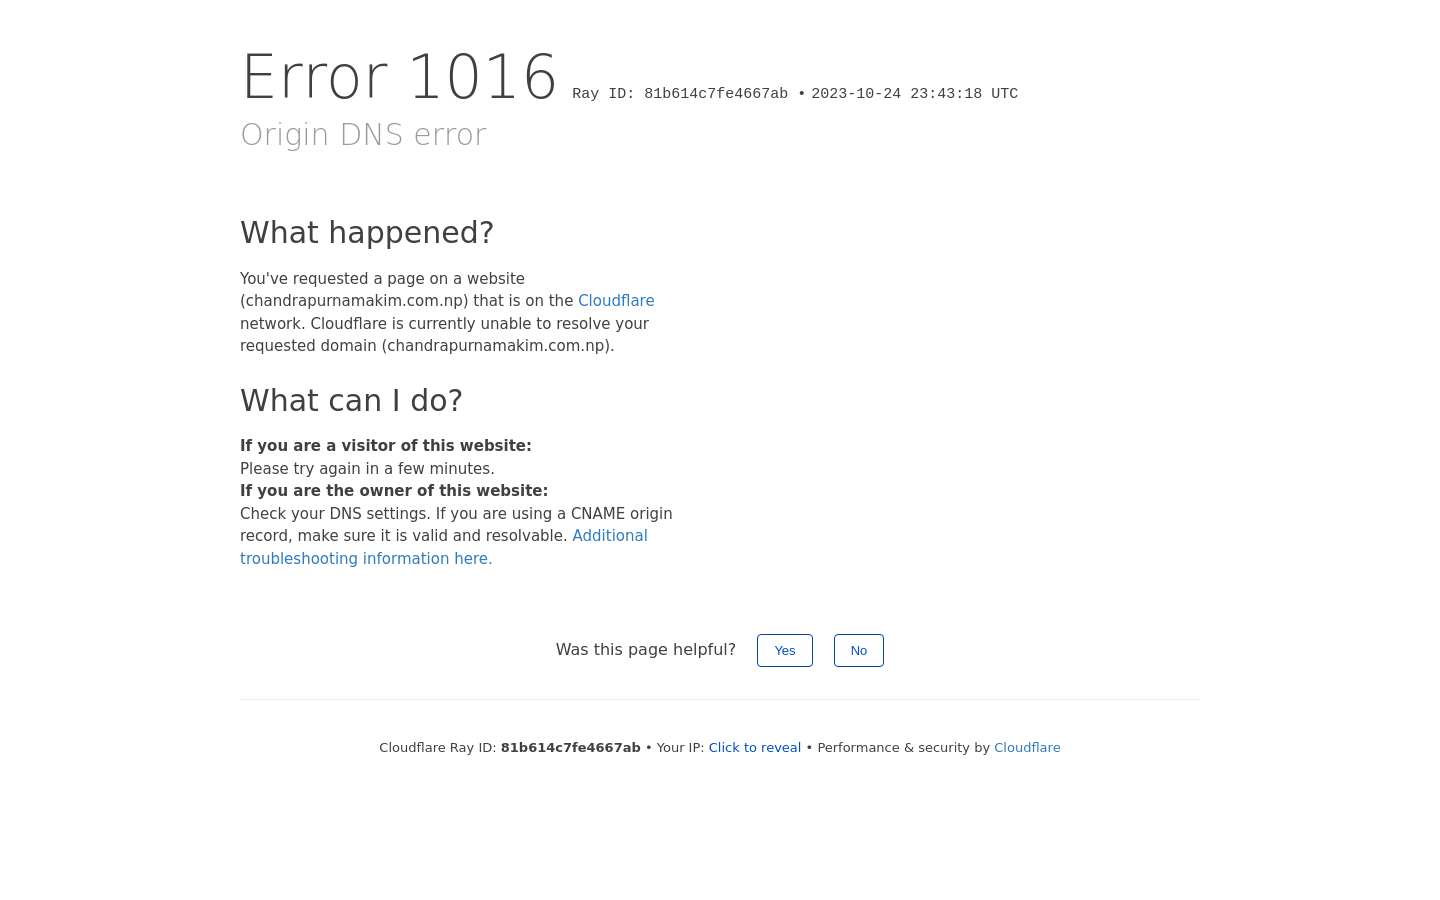 Error 1016 Ray ID: 81b614c7fe4667ab • 2023-10-24 23:43:18 UTC
Origin DNS error
What happened?
You've requested a page on a website
(chandrapurnamakim.com.np) that is on the Cloudflare
network. Cloudflare is currently unable to resolve your
requested domain (chandrapurnamakim.com.np).
What can I do?
If you are a visitor of this website:
Please try again in a few minutes.
If you are the owner of this website:
Check your DNS settings. If you are using a CNAME origin
record, make sure it is valid and resolvable. Additional
troubleshooting information here.
Was this page helpful? Yes No
Cloudflare Ray ID: 81b614c7fe4667ab • Your IP: Click to reveal • Performance & security by Cloudflare